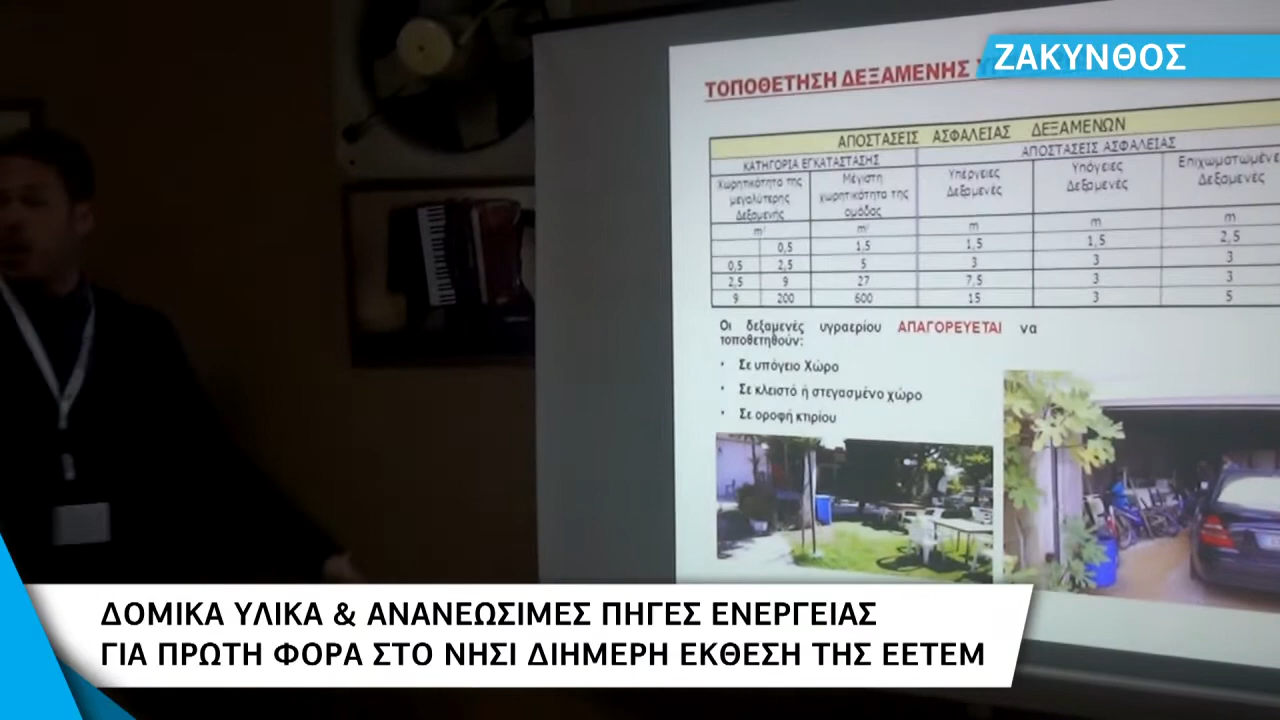 ΖΑΚΥΝΘΟΣ
ΤΟΠΟΘΕΤΗΣΗ ΔΕΞΑΜΕΝΗΣ
ΑΠΟΣΤΑΣΕΙΣ ΑΣΦΑΛΕΙΑΣ ΔΕΞΑΜΕΝΩΝ
ΚΑΤΗΓΟΡΙΑ ΕΓΚΑΤΑΣΤΑΣΗΣ ΑΠΟΣΤΑΣΕΙΣ ΑΣΦΑΛΕΙΑΣ
Χωρητικότητα της μεγαλύτερης Δεξαμενής
Μέγιστη χωρητικότητα της ομάδας
Υπέργειες Δεξαμενές
Υπόγειες Δεξαμενές
Επιχωματωμένε Δεξαμενές
m³ m³ m m m
0,5 1,5 1,5 1,5 2,5
0,5 2,5 5 3 3 3
2,5 9 27 7,5 3 3
9 200 600 15 3 5
Οι δεξαμενές υγραερίου ΑΠΑΓΟΡΕΥΕΤΑΙ να
τοποθετηθούν:
• Σε υπόγειο Χώρο
• Σε κλειστό ή στεγασμένο χώρο
• Σε οροφή κτιρίου
ΔΟΜΙΚΑ ΥΛΙΚΑ & ΑΝΑΝΕΩΣΙΜΕΣ ΠΗΓΕΣ ΕΝΕΡΓΕΙΑΣ
ΓΙΑ ΠΡΩΤΗ ΦΟΡΑ ΣΤΟ ΝΗΣΙ ΔΙΗΜΕΡΗ ΕΚΘΕΣΗ ΤΗΣ ΕΕΤΕΜ